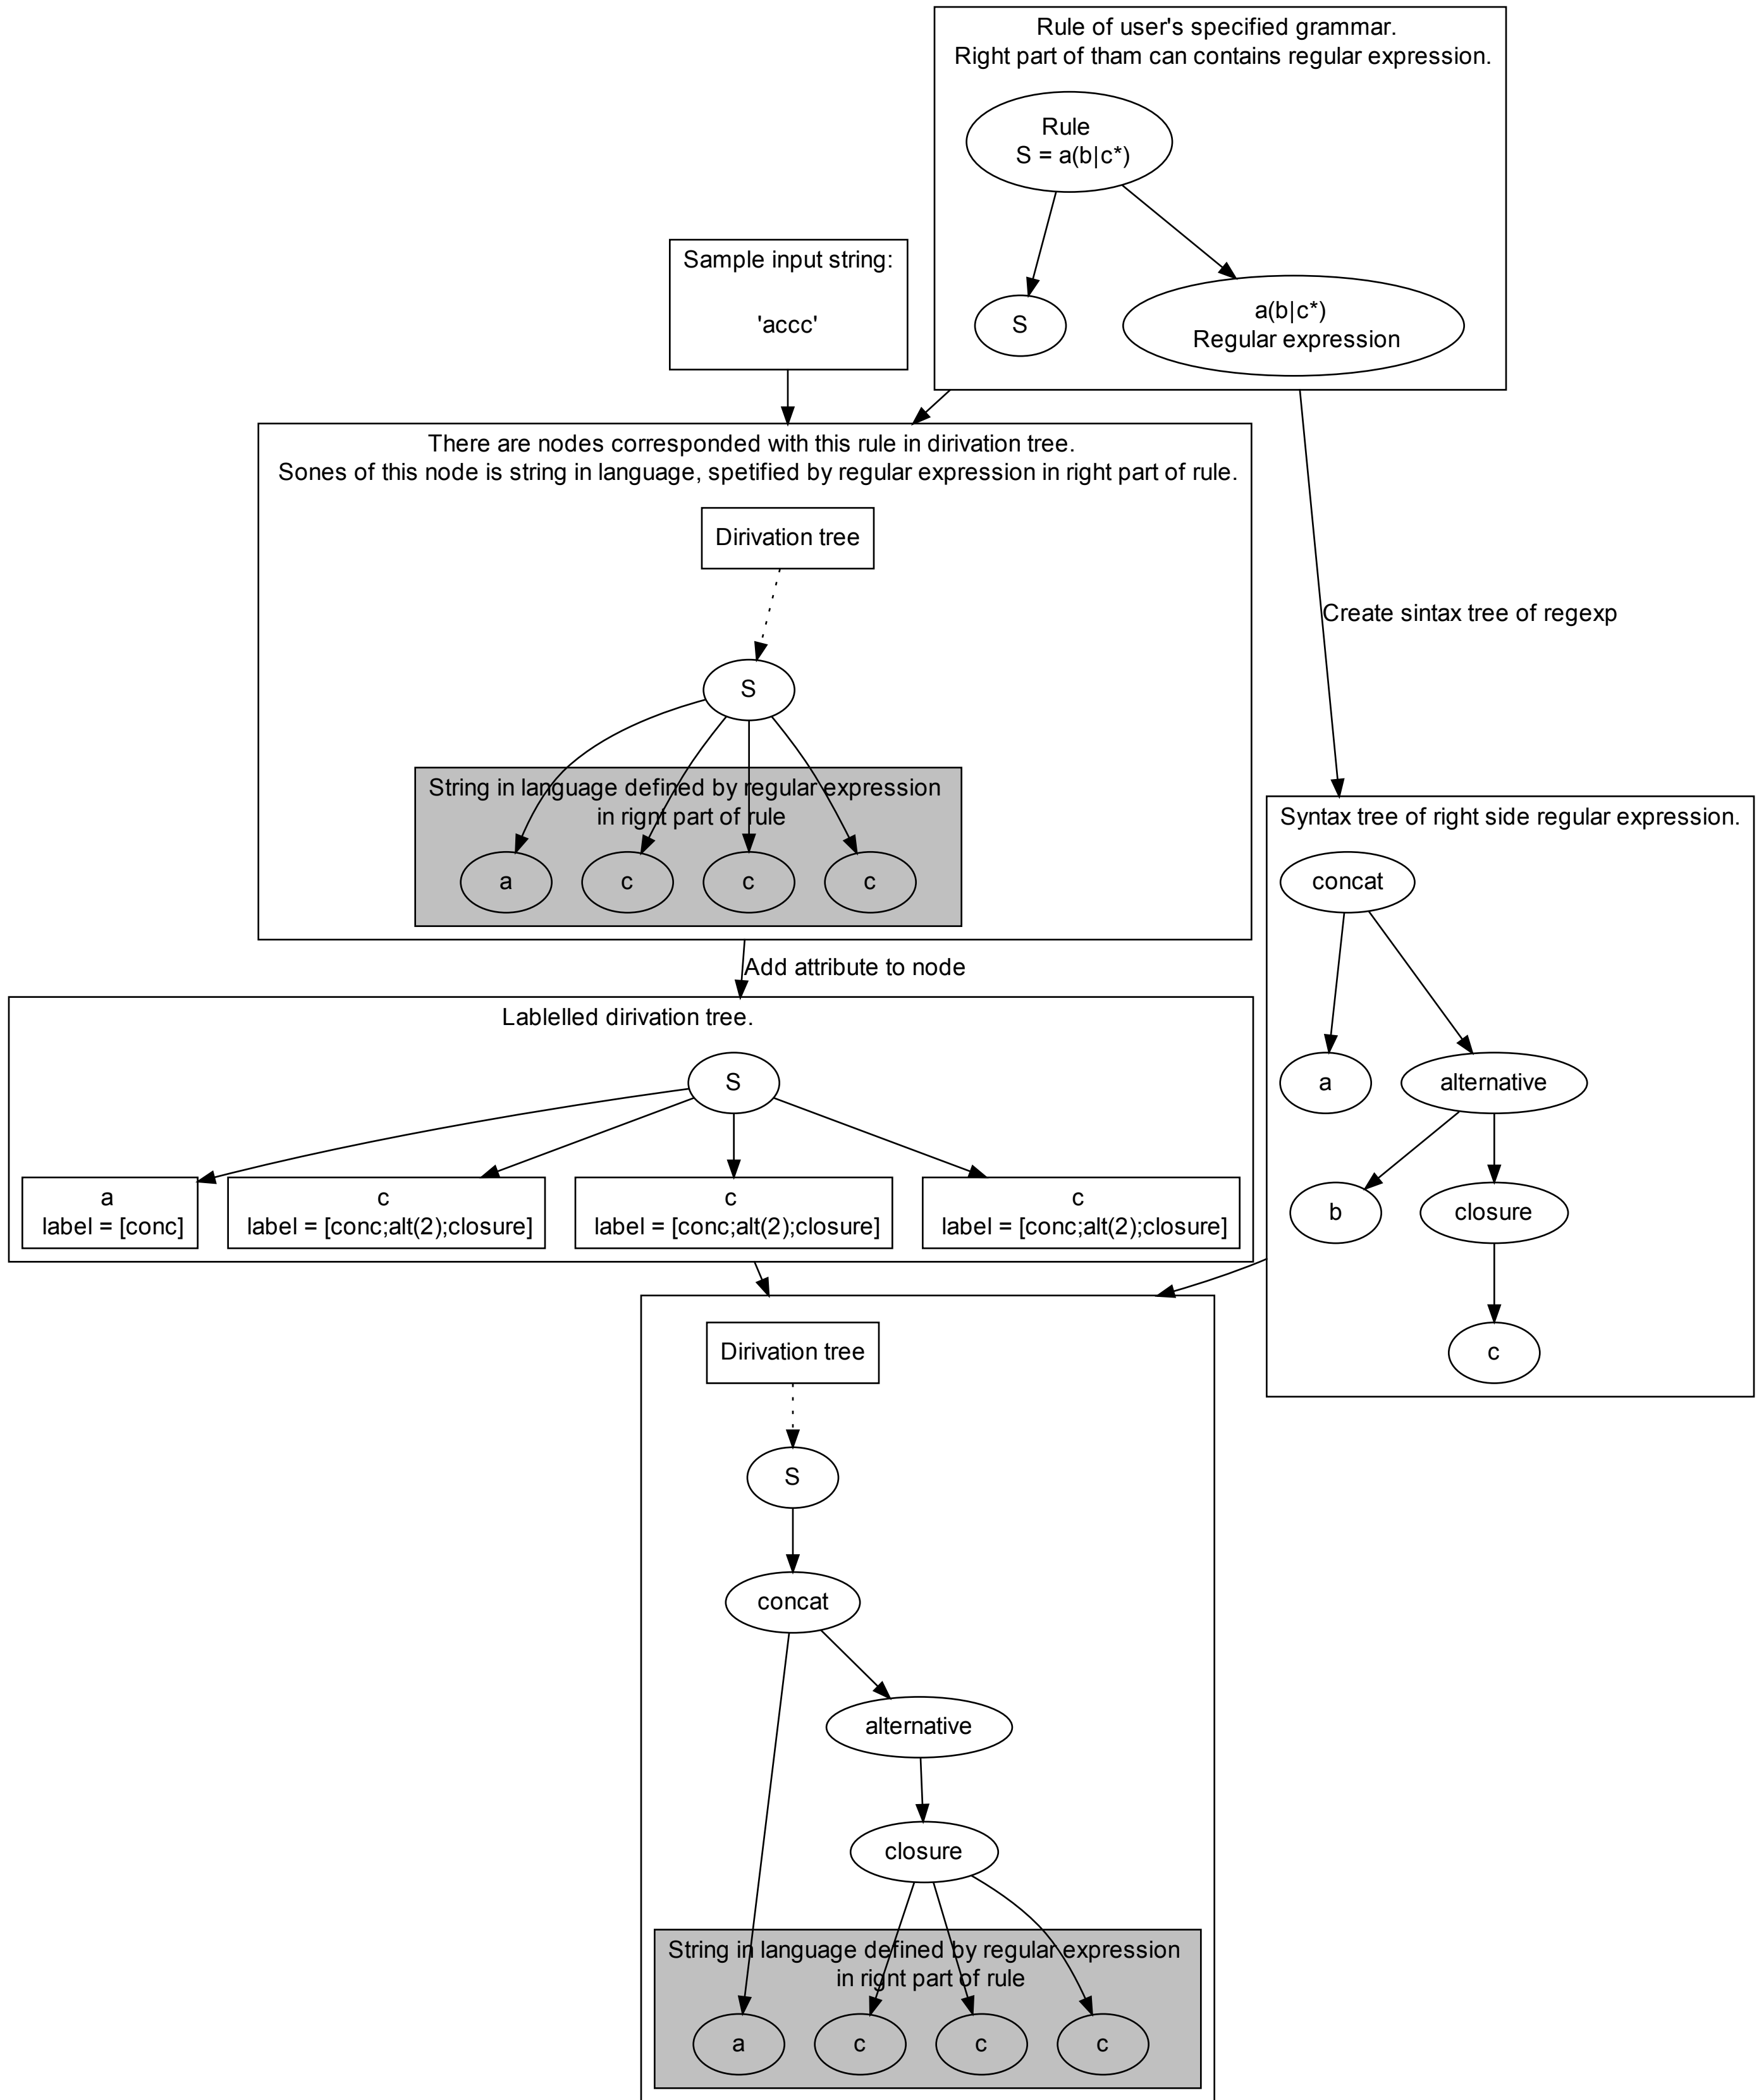 Rule of user's specified grammar.
Right part of tham can contains regular expression.
Rule
S = a(b|c*)
S
a(b|c*)
Regular expression
Sample input string:
'accc'
There are nodes corresponded with this rule in dirivation tree.
Sones of this node is string in language, spetified by regular expression in right part of rule.
Dirivation tree
S
String in language defined by regular expression
in rignt part of rule
a
c
c
c
Create sintax tree of regexp
Syntax tree of right side regular expression.
concat
a
alternative
b
closure
c
Add attribute to node
Lablelled dirivation tree.
S
a
label = [conc]
c
label = [conc;alt(2);closure]
c
label = [conc;alt(2);closure]
c
label = [conc;alt(2);closure]
Dirivation tree
S
concat
alternative
closure
String in language defined by regular expression
in rignt part of rule
a
c
c
c